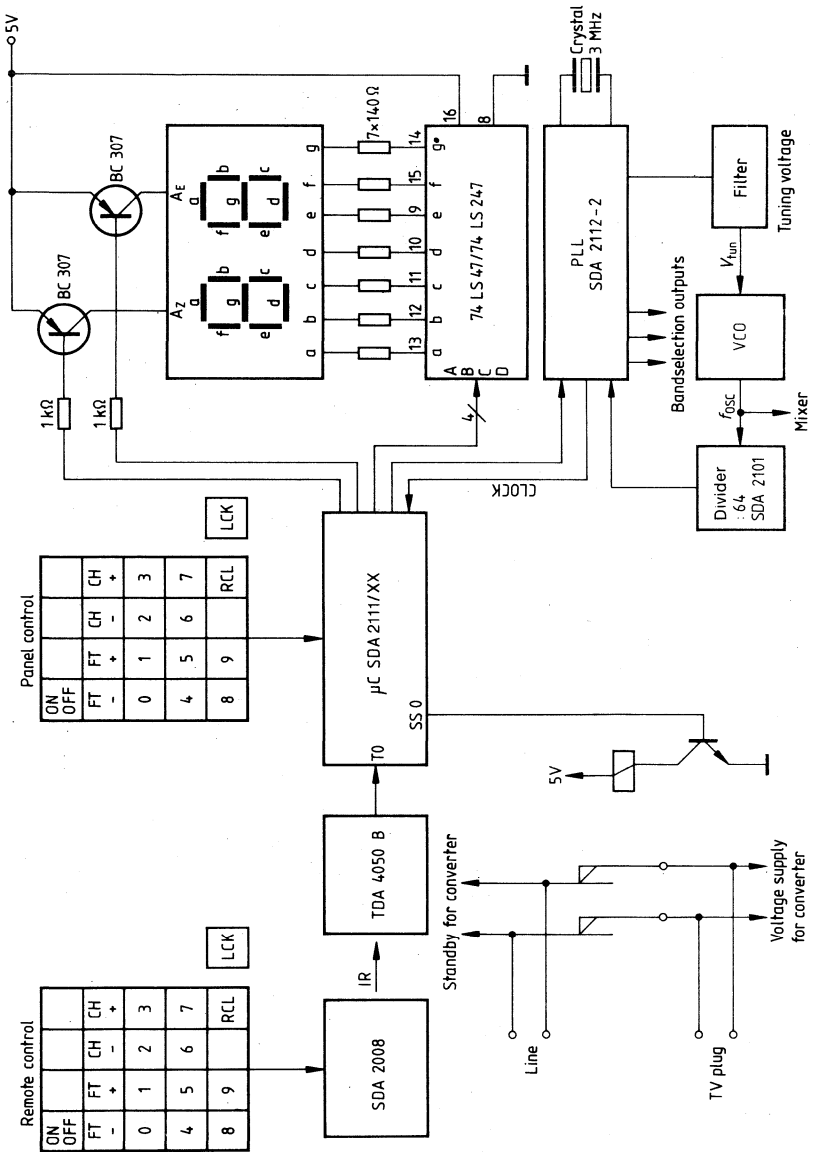 Remote control
ON
OFF
FT
-
FT
+
CH
-
CH
+
0
1
2
3
4
5
6
7
8
9
RCL
LCK
SDA 2008
IR
TDA 4050 B
Panel control
ON
OFF
FT
-
FT
+
CH
-
CH
+
0
1
2
3
4
5
6
7
8
9
RCL
LCK
T0
µC SDA 2111/XX
SS 0
1 kΩ
1 kΩ
BC 307
BC 307
5V
AZ
a
b
c
d
e
f
g
AE
a
b
c
d
e
f
g
a
b
c
d
e
f
g
7×140 Ω
13
12
11
10
9
15
14
a
b
c
d
e
f
g•
16
8
A
B
C
D
74 LS 47/74 LS 247
4
CLOCK
PLL
SDA 2112-2
Crystal
3 MHz
Bandselection outputs
Filter
Tuning voltage
Vtun
VCO
fOSC
Mixer
Divider
: 64
SDA 2101
5V
Standby for converter
Line
TV plug
Voltage supply
for converter